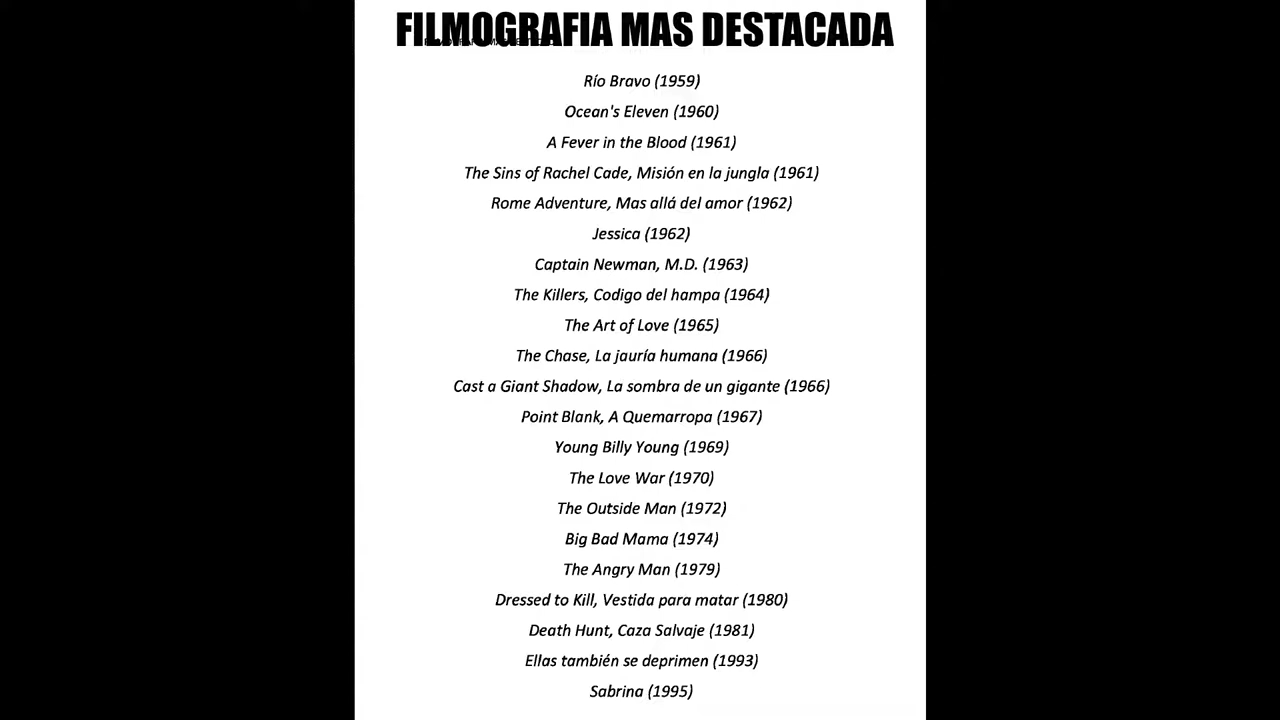 FILMOGRAFIA MAS DESTACADA
Río Bravo (1959)
Ocean's Eleven (1960)
A Fever in the Blood (1961)
The Sins of Rachel Cade, Misión en la jungla (1961)
Rome Adventure, Mas allá del amor (1962)
Jessica (1962)
Captain Newman, M.D. (1963)
The Killers, Codigo del hampa (1964)
The Art of Love (1965)
The Chase, La jauría humana (1966)
Cast a Giant Shadow, La sombra de un gigante (1966)
Point Blank, A Quemarropa (1967)
Young Billy Young (1969)
The Love War (1970)
The Outside Man (1972)
Big Bad Mama (1974)
The Angry Man (1979)
Dressed to Kill, Vestida para matar (1980)
Death Hunt, Caza Salvaje (1981)
Ellas también se deprimen (1993)
Sabrina (1995)